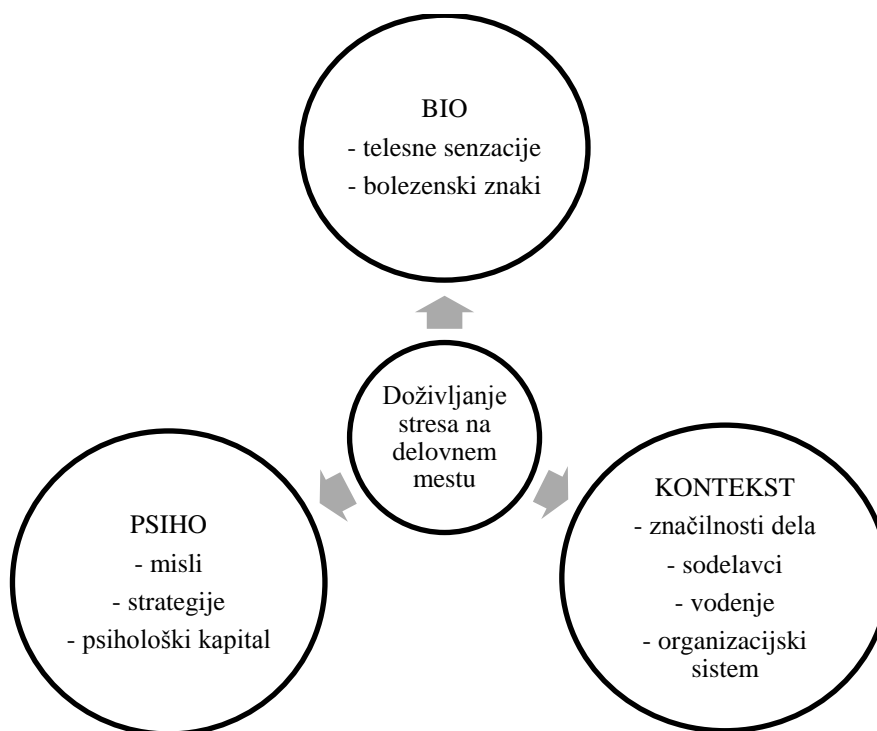 BIO
- telesne senzacije
- bolezenski znaki
Doživljanje
stresa na
delovnem
mestu
PSIHO
- misli
- strategije
- psihološki kapital
KONTEKST
- značilnosti dela
- sodelavci
- vodenje
- organizacijski
sistem